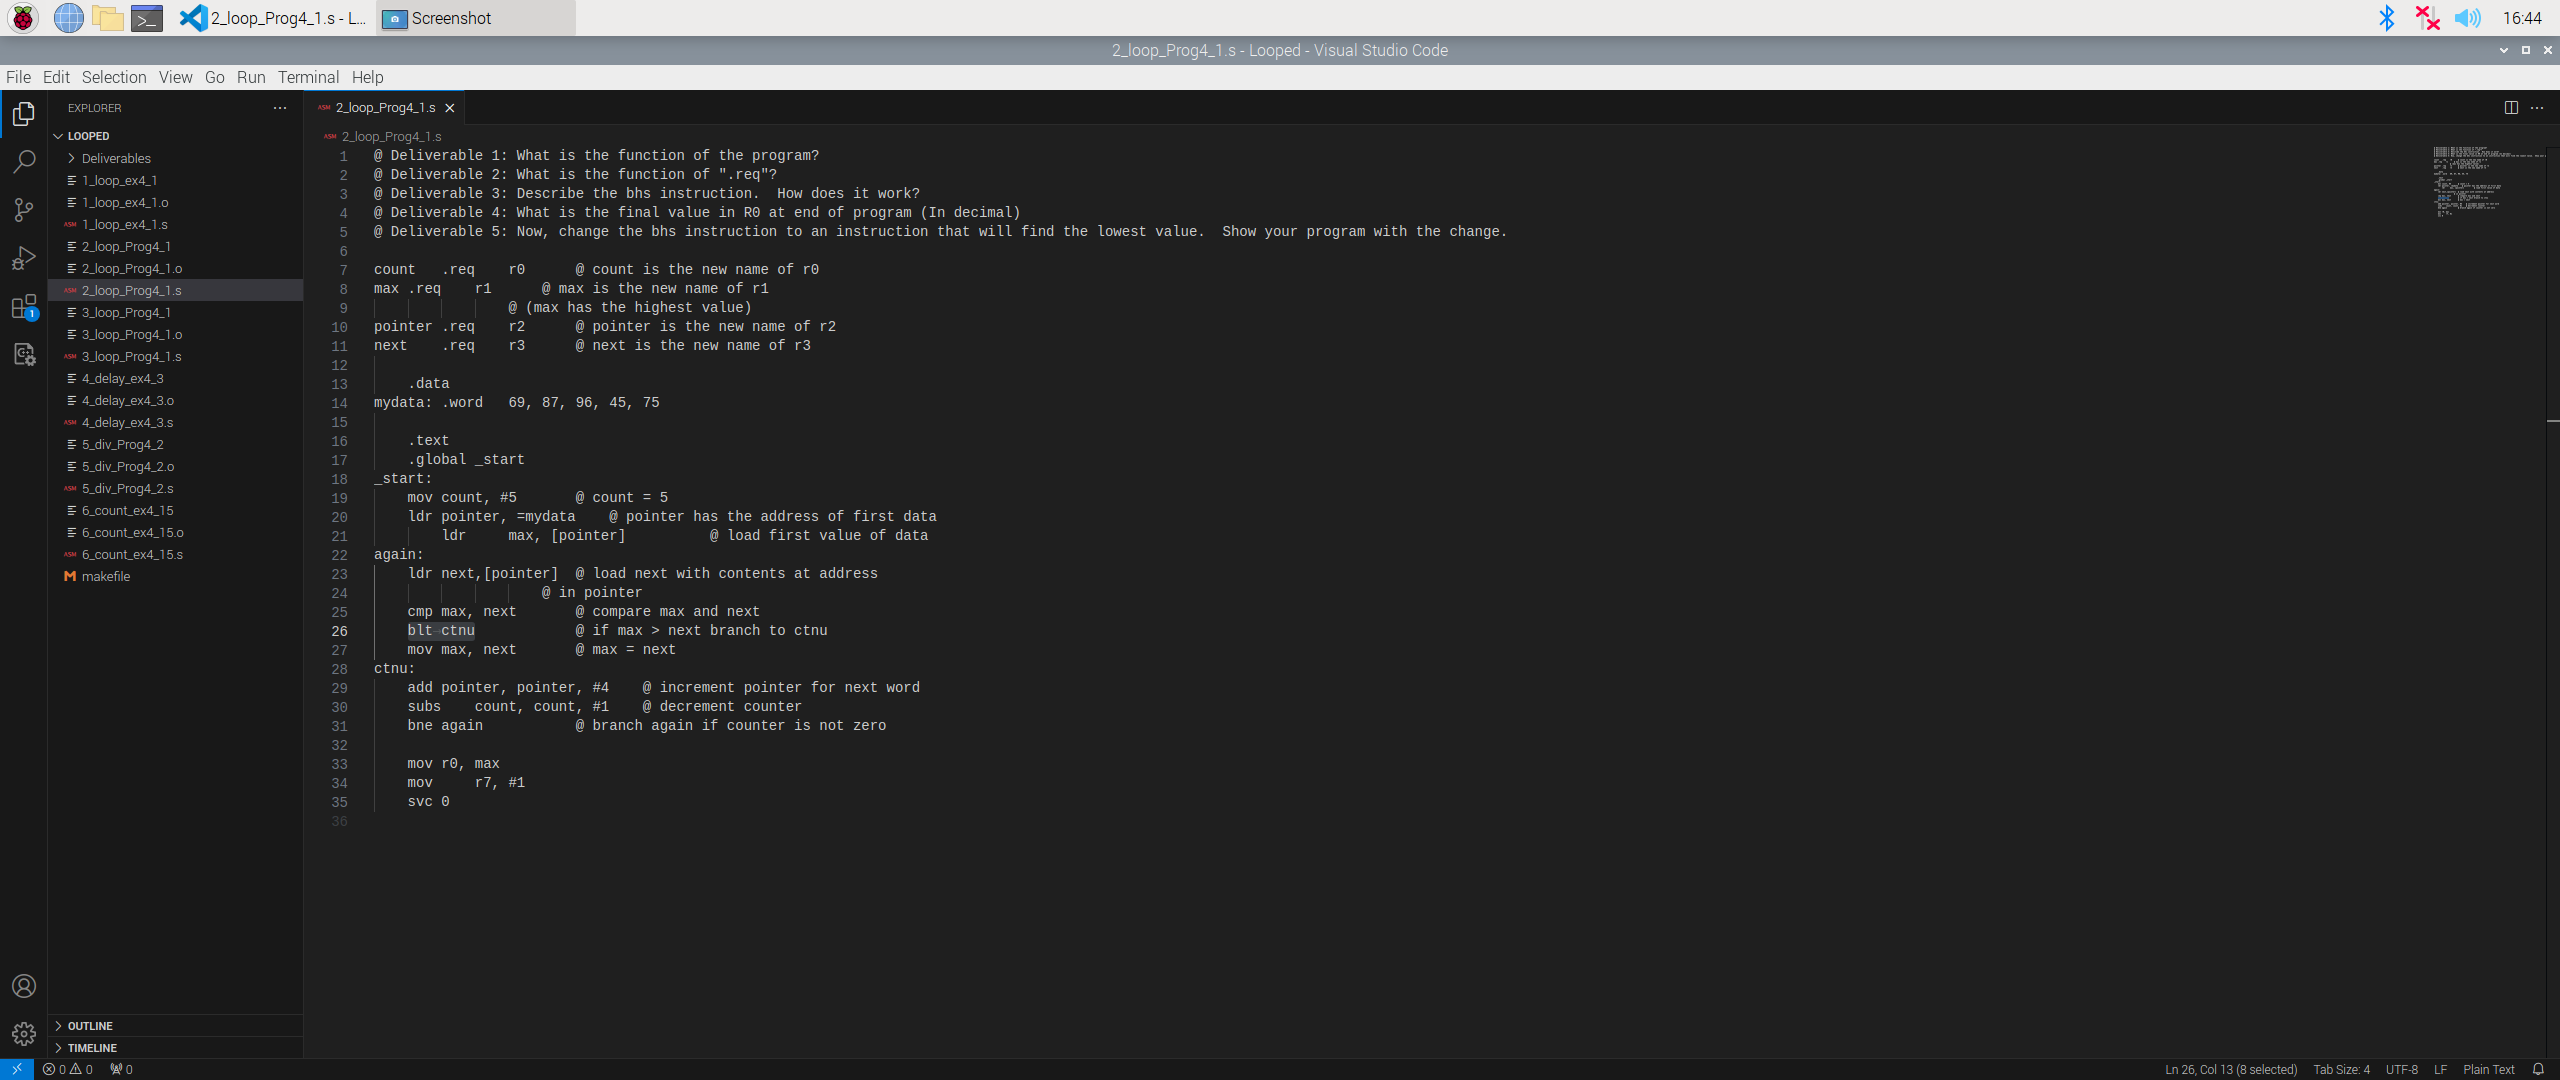 2_loop_Prog4_1.s - L...
Screenshot
16:44
2_loop_Prog4_1.s - Looped - Visual Studio Code
File Edit Selection View Go Run Terminal Help
EXPLORER
LOOPED
Deliverables
1_loop_ex4_1
1_loop_ex4_1.o
ASM 1_loop_ex4_1.s
2_loop_Prog4_1
2_loop_Prog4_1.o
ASM 2_loop_Prog4_1.s
3_loop_Prog4_1
3_loop_Prog4_1.o
ASM 3_loop_Prog4_1.s
4_delay_ex4_3
4_delay_ex4_3.o
ASM 4_delay_ex4_3.s
5_div_Prog4_2
5_div_Prog4_2.o
ASM 5_div_Prog4_2.s
6_count_ex4_15
6_count_ex4_15.o
ASM 6_count_ex4_15.s
M makefile
1
OUTLINE
TIMELINE
ASM 2_loop_Prog4_1.s
ASM 2_loop_Prog4_1.s
1 @ Deliverable 1: What is the function of the program?
2 @ Deliverable 2: What is the function of ".req"?
3 @ Deliverable 3: Describe the bhs instruction.  How does it work?
4 @ Deliverable 4: What is the final value in R0 at end of program (In decimal)
5 @ Deliverable 5: Now, change the bhs instruction to an instruction that will find the lowest value.  Show your program with the change.
6
7 count   .req    r0      @ count is the new name of r0
8 max .req    r1      @ max is the new name of r1
9                 @ (max has the highest value)
10 pointer .req    r2      @ pointer is the new name of r2
11 next    .req    r3      @ next is the new name of r3
12
13     .data
14 mydata: .word   69, 87, 96, 45, 75
15
16     .text
17     .global _start
18 _start:
19     mov count, #5       @ count = 5
20     ldr pointer, =mydata    @ pointer has the address of first data
21         ldr     max, [pointer]          @ load first value of data
22 again:
23     ldr next,[pointer]  @ load next with contents at address
24                     @ in pointer
25     cmp max, next       @ compare max and next
26     blt ctnu            @ if max > next branch to ctnu
27     mov max, next       @ max = next
28 ctnu:
29     add pointer, pointer, #4    @ increment pointer for next word
30     subs    count, count, #1    @ decrement counter
31     bne again           @ branch again if counter is not zero
32
33     mov r0, max
34     mov     r7, #1
35     svc 0
36
0 0 0
Ln 26, Col 13 (8 selected) Tab Size: 4 UTF-8 LF Plain Text